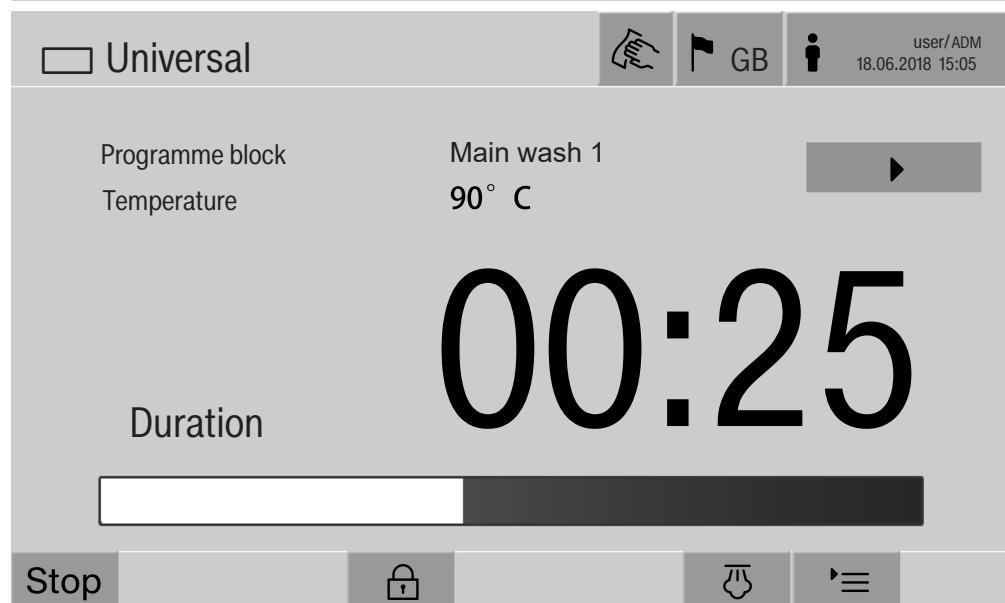 Universal
GB
user/ADM
18.06.2018 15:05
Programme block Main wash 1
Temperature 90° C
00:25
Duration
Stop